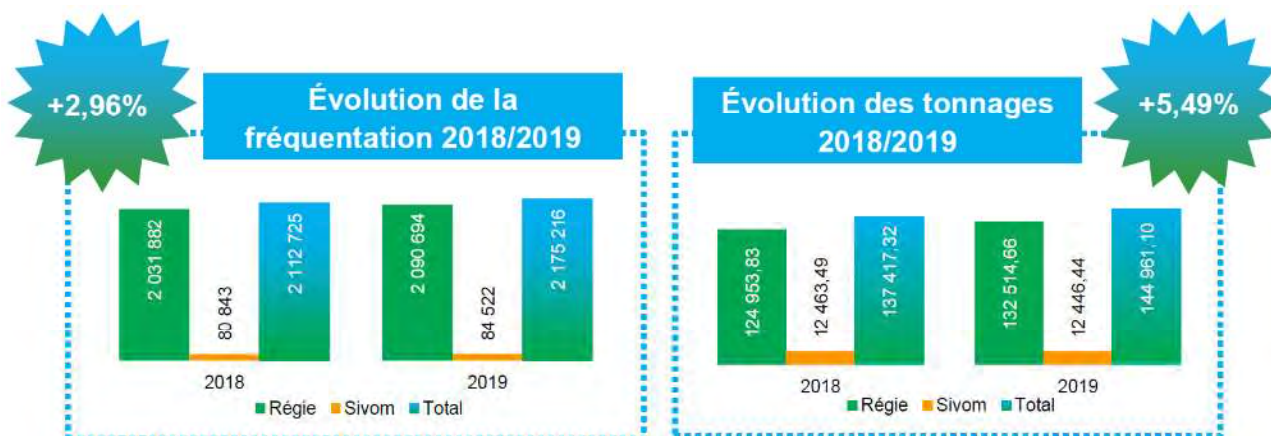 +2,96%
Évolution de la
fréquentation 2018/2019
2 031 882
80 843
2 112 725
2 090 694
84 522
2 175 216
2018
2019
Régie Sivom Total
Évolution des tonnages
2018/2019
+5,49%
124 953,83
12 463,49
137 417,32
132 514,66
12 446,44
144 961,10
2018
2019
Régie Sivom Total